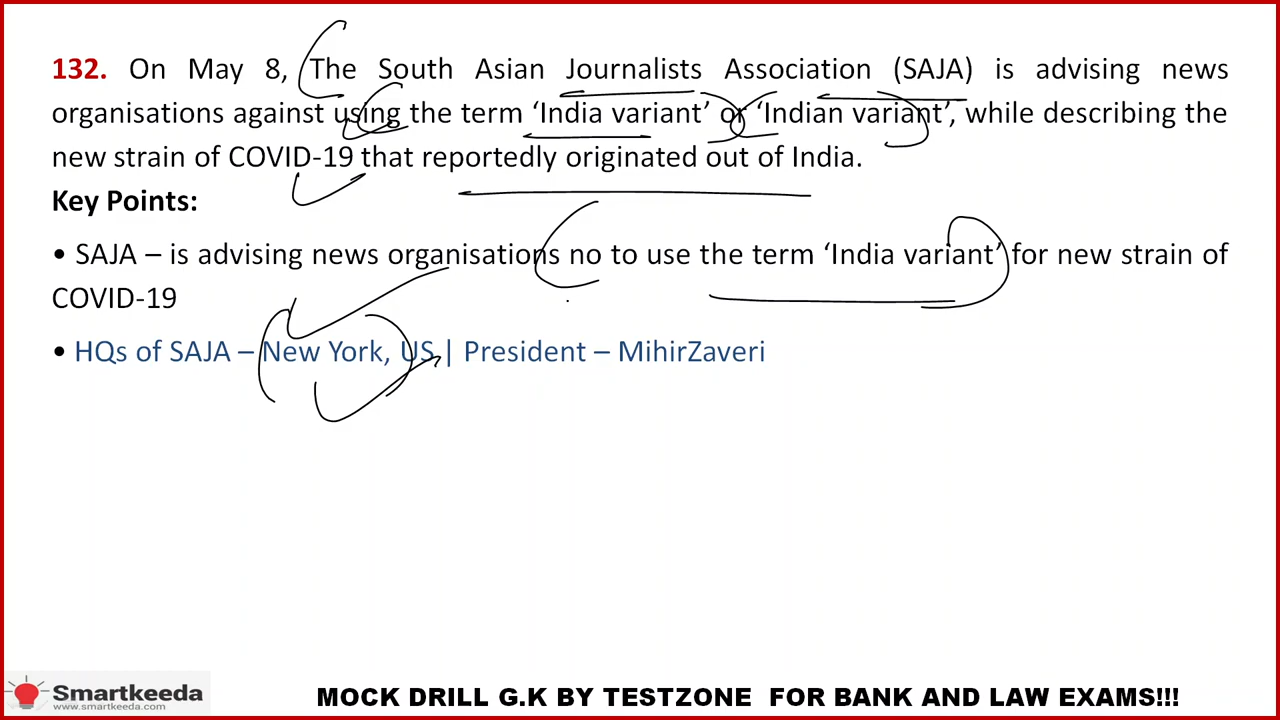 132. On May 8, The South Asian Journalists Association (SAJA) is advising news
organisations against using the term ‘India variant’ or ‘Indian variant’, while describing the
new strain of COVID-19 that reportedly originated out of India.
Key Points:
• SAJA – is advising news organisations no to use the term ‘India variant’ for new strain of
COVID-19
• HQs of SAJA – New York, US | President – MihirZaveri
Smartkeeda
www.smartkeeda.com
MOCK DRILL G.K BY TESTZONE FOR BANK AND LAW EXAMS!!!